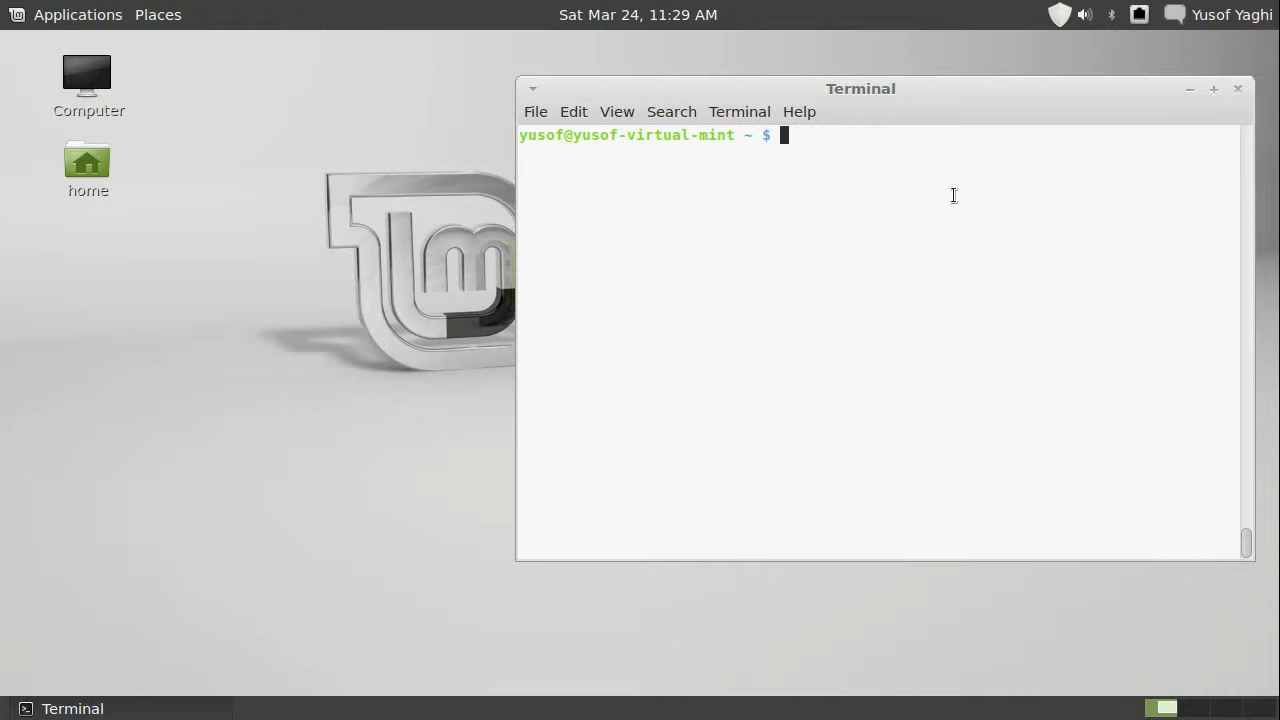 Applications Places Sat Mar 24, 11:29 AM Yusof Yaghi
Computer
home
Terminal
File Edit View Search Terminal Help
yusof@yusof-virtual-mint ~ $
Terminal